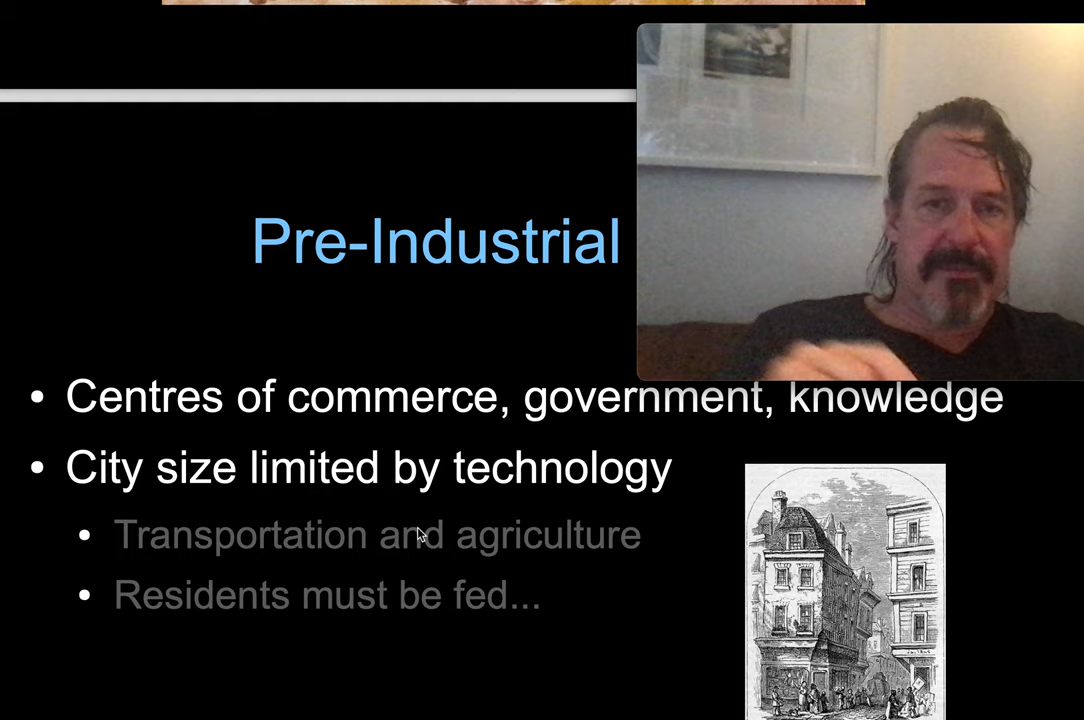 Pre-Industrial
Centres of commerce, government, knowledge
City size limited by technology
Transportation and agriculture
Residents must be fed...